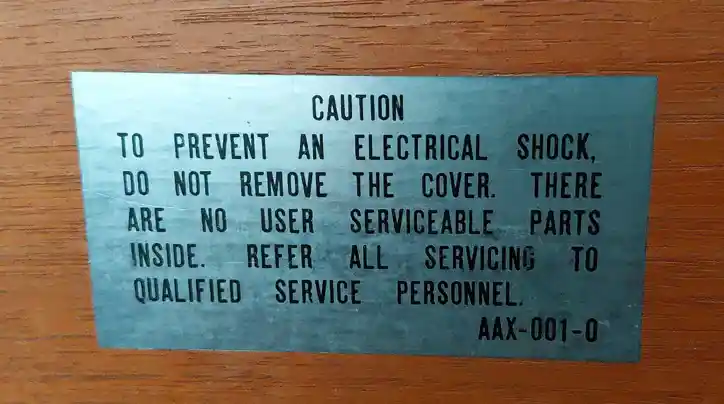 CAUTION
TO PREVENT AN ELECTRICAL SHOCK,
DO NOT REMOVE THE COVER. THERE
ARE NO USER SERVICEABLE PARTS
INSIDE. REFER ALL SERVICING TO
QUALIFIED SERVICE PERSONNEL.
AAX-001-0